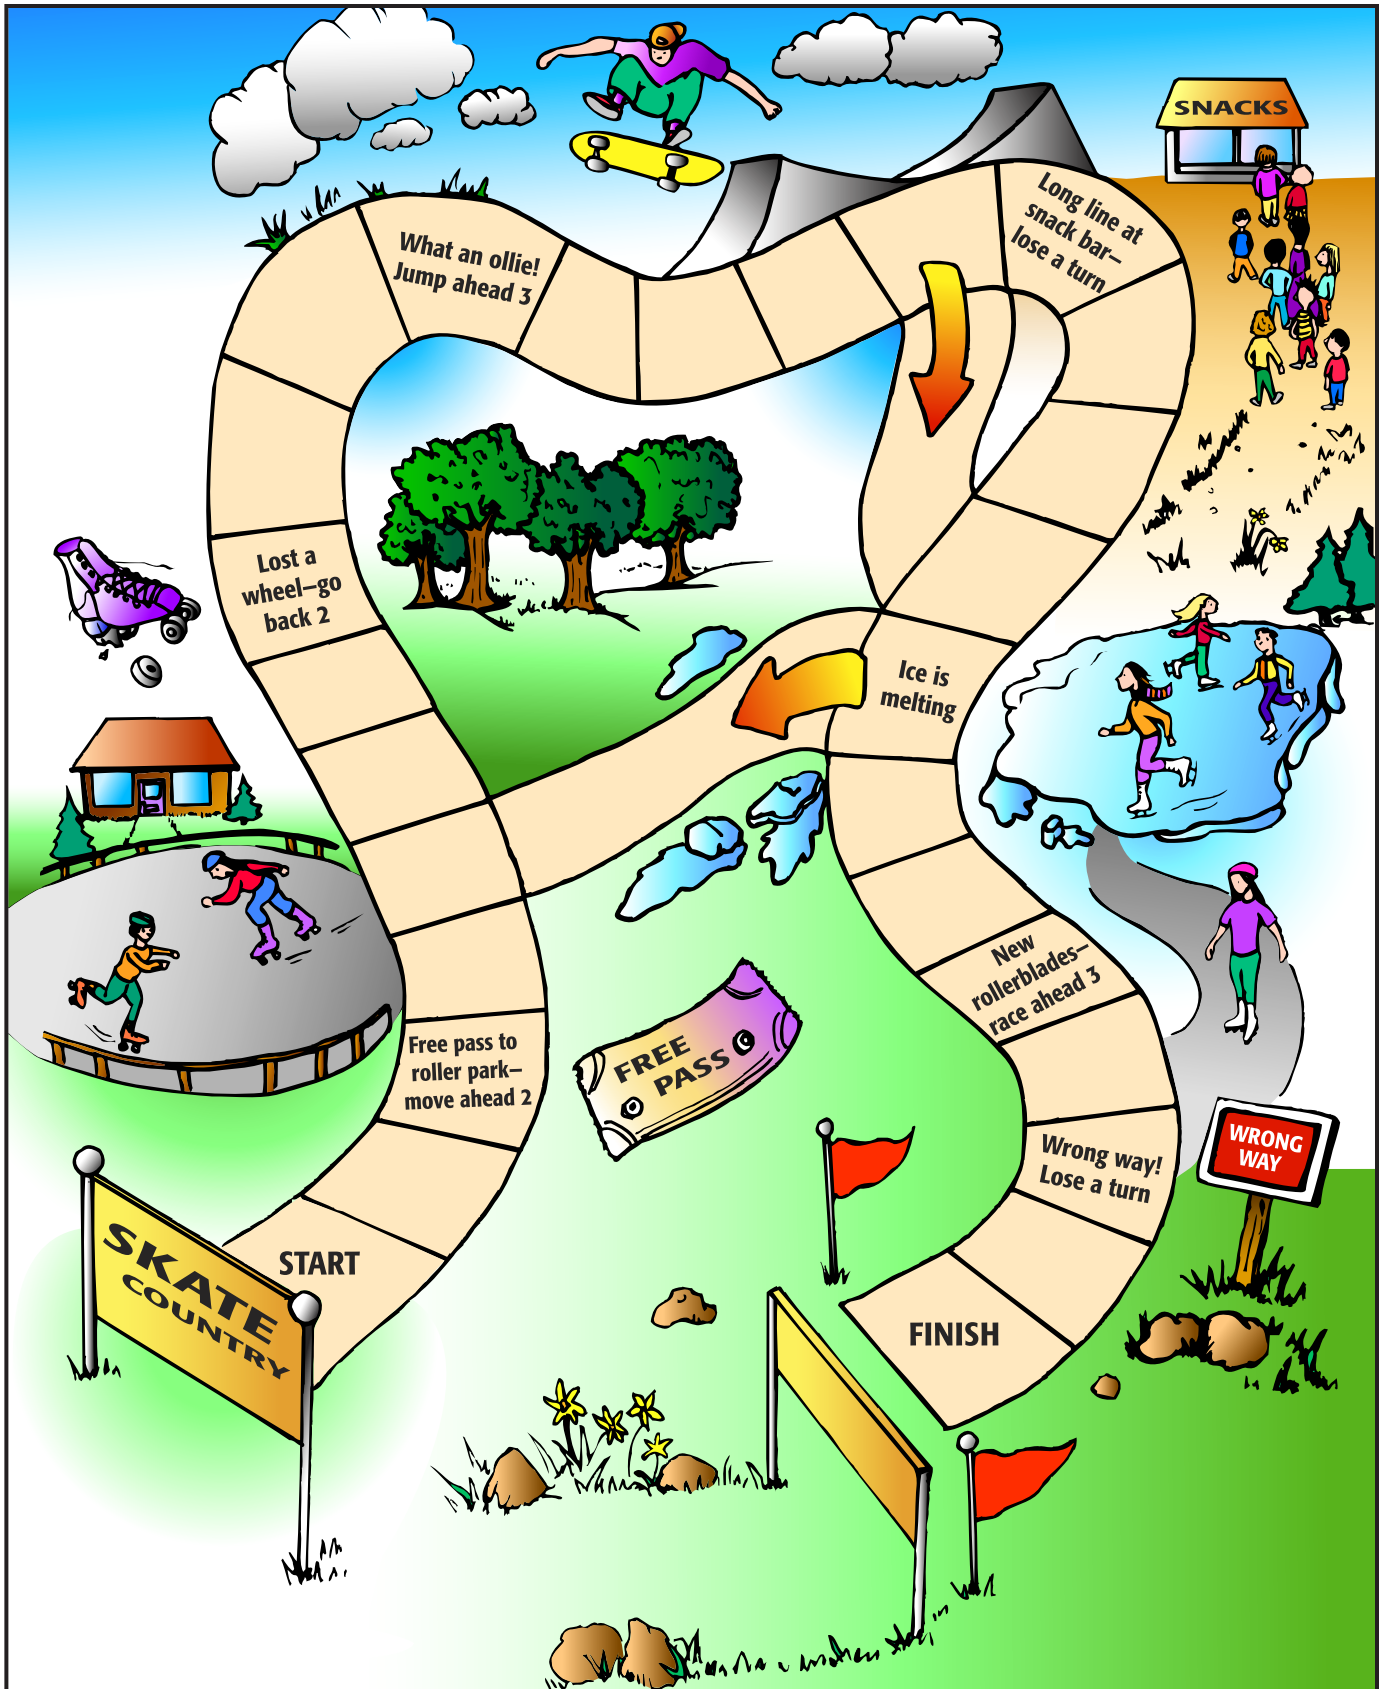 SNACKS
Long line at
snack bar–
lose a turn
What an ollie!
Jump ahead 3
Lost a
wheel–go
back 2
Ice is
melting
New
rollerblades–
race ahead 3
Free pass to
roller park–
move ahead 2
FREE
PASS
Wrong way!
Lose a turn
WRONG
WAY
START
SKATE
COUNTRY
FINISH